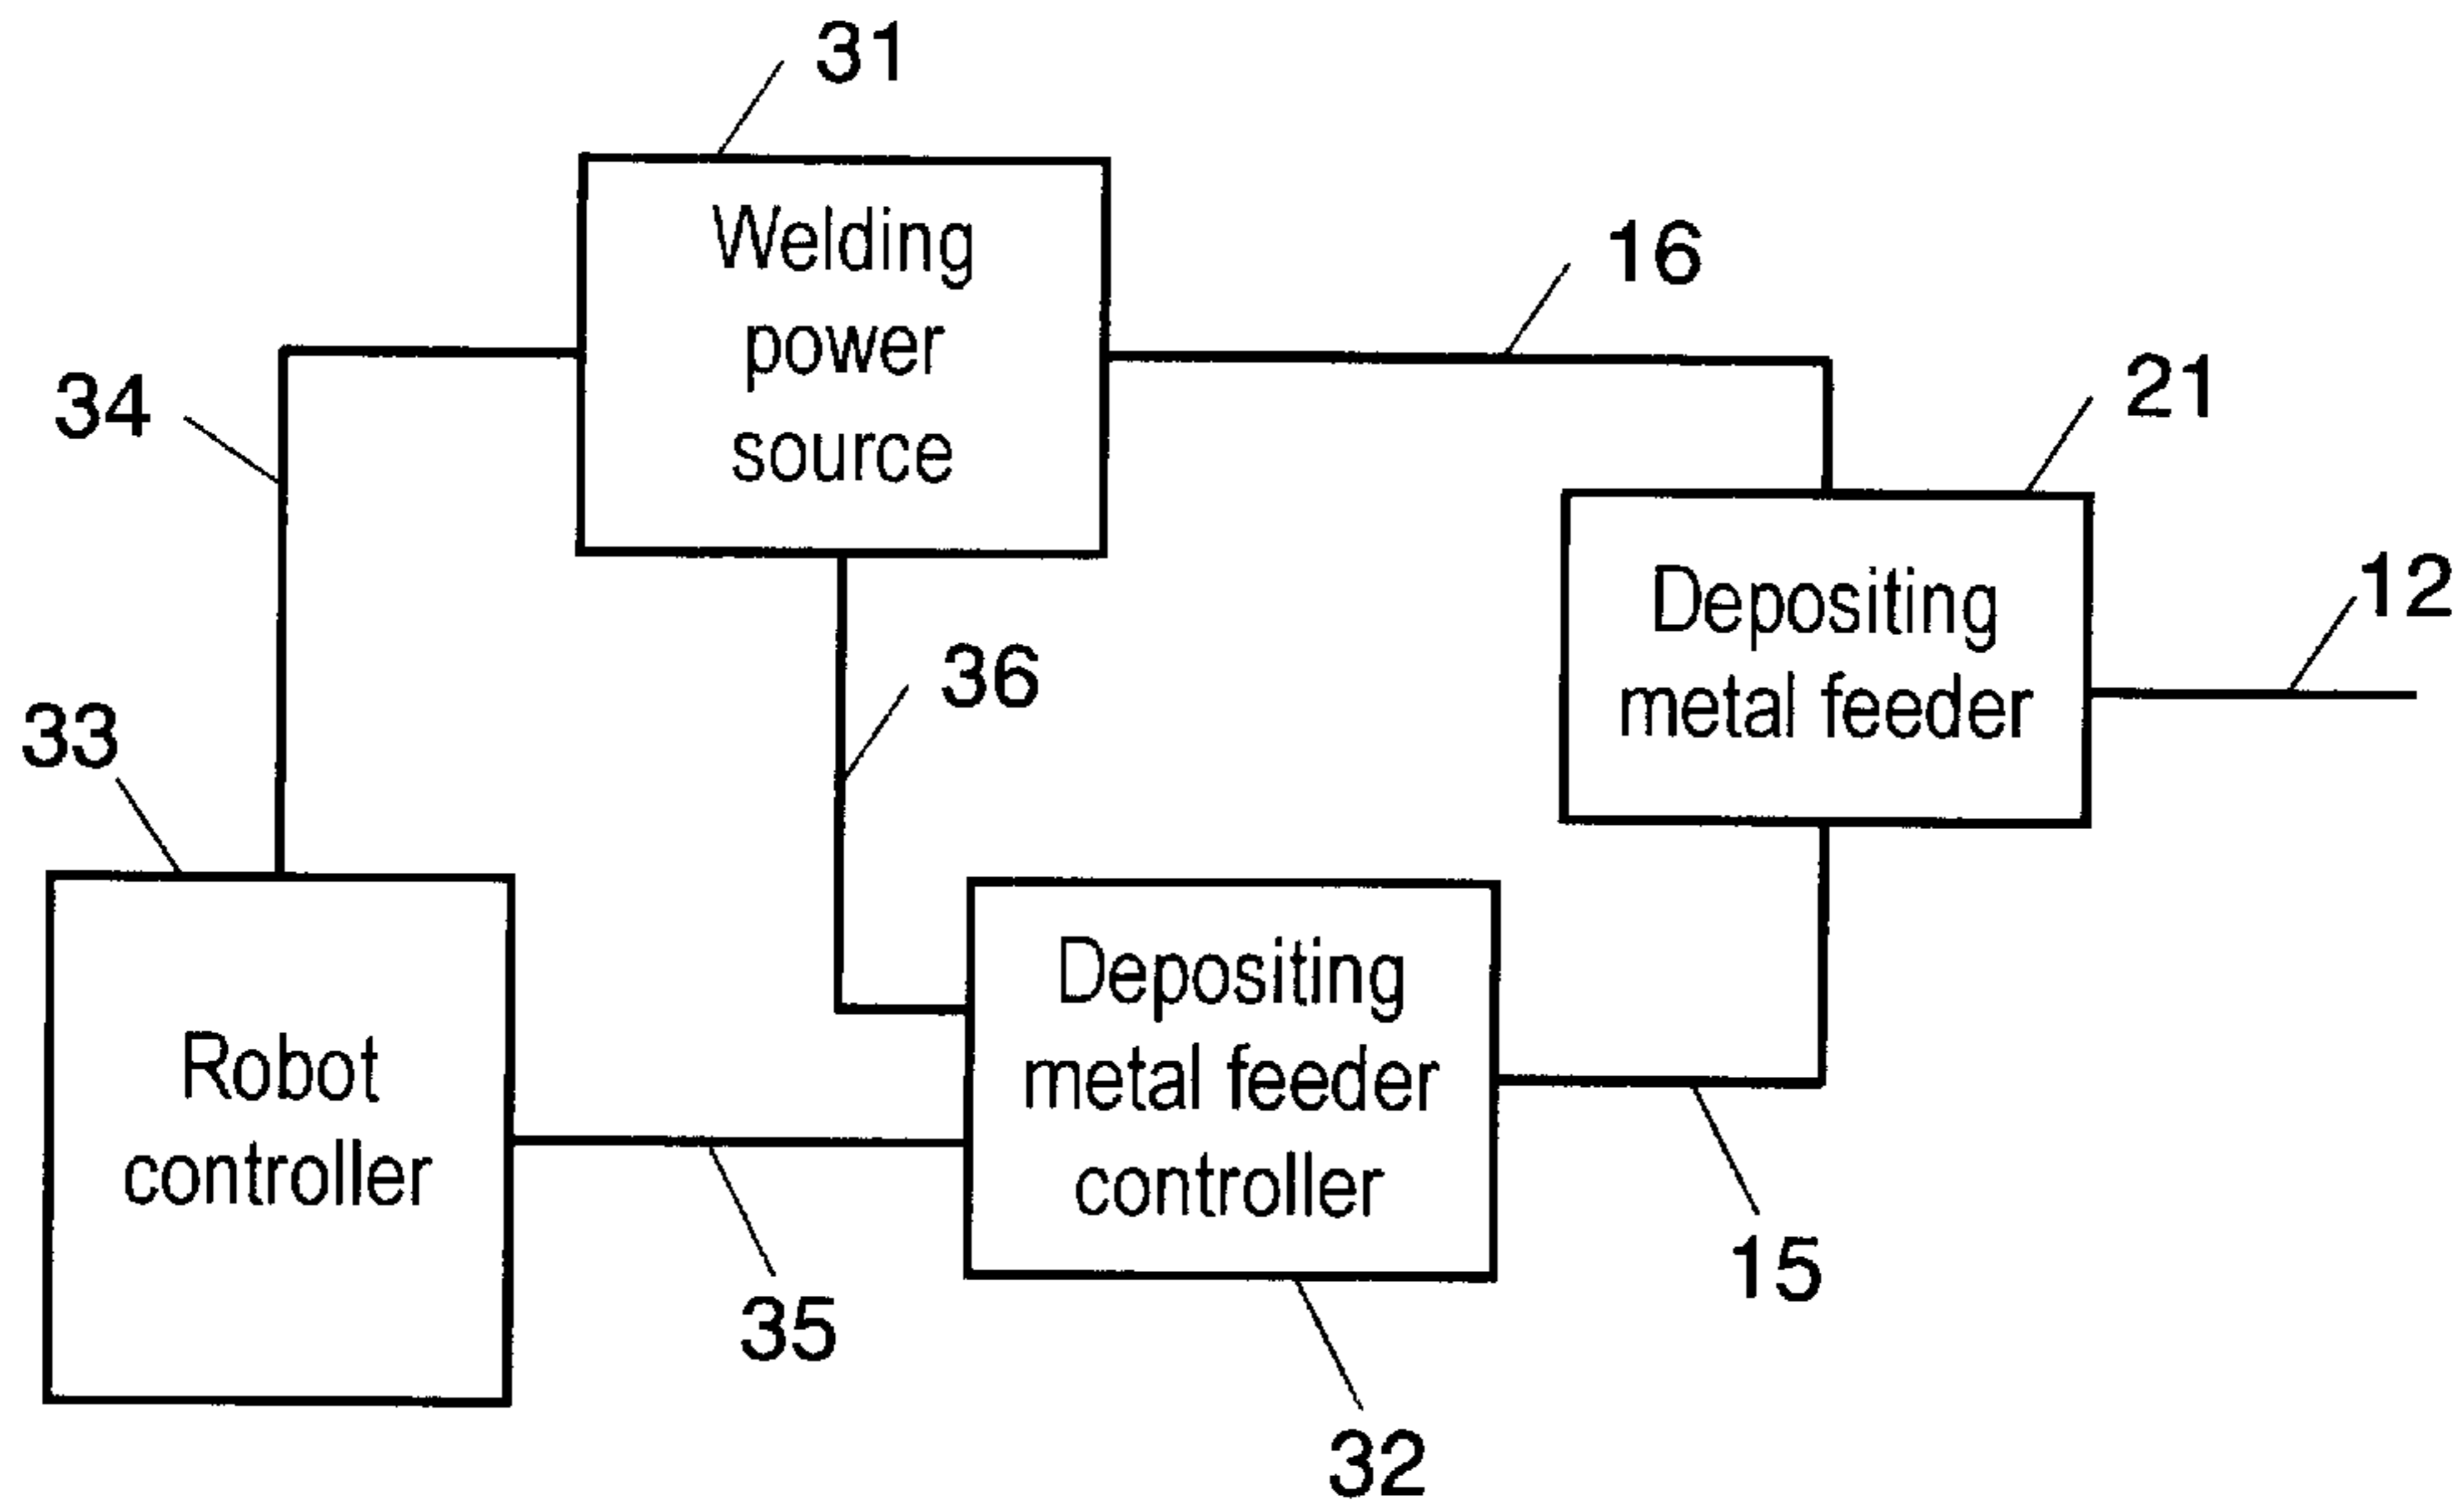 31
Welding
power
source
16
34
21
Depositing
metal feeder
12
36
33
Robot
controller
Depositing
metal feeder
controller
35
15
32